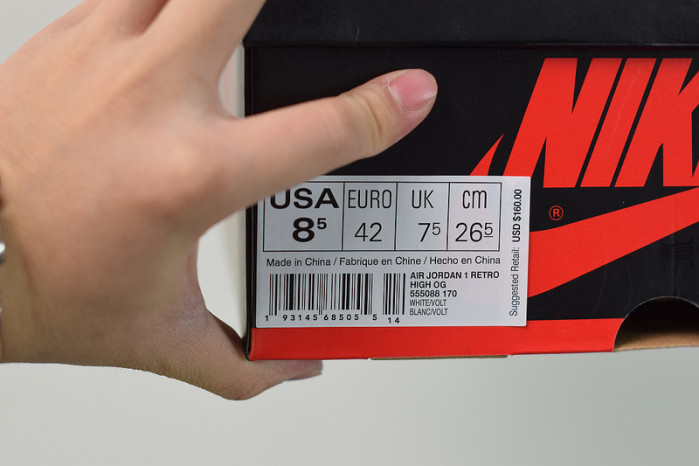 NIK
®
USA EURO UK cm
8⁵ 42 7⁵ 26⁵
Made in China / Fabrique en Chine / Hecho en China
AIR JORDAN 1 RETRO
HIGH OG
555088 170
WHITE/VOLT
BLANC/VOLT
1 93145 68505 5 14
Suggested Retail: USD $160.00